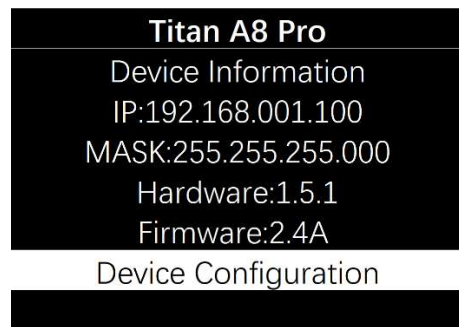 Titan A8 Pro
Device Information
IP:192.168.001.100
MASK:255.255.255.000
Hardware:1.5.1
Firmware:2.4A
Device Configuration